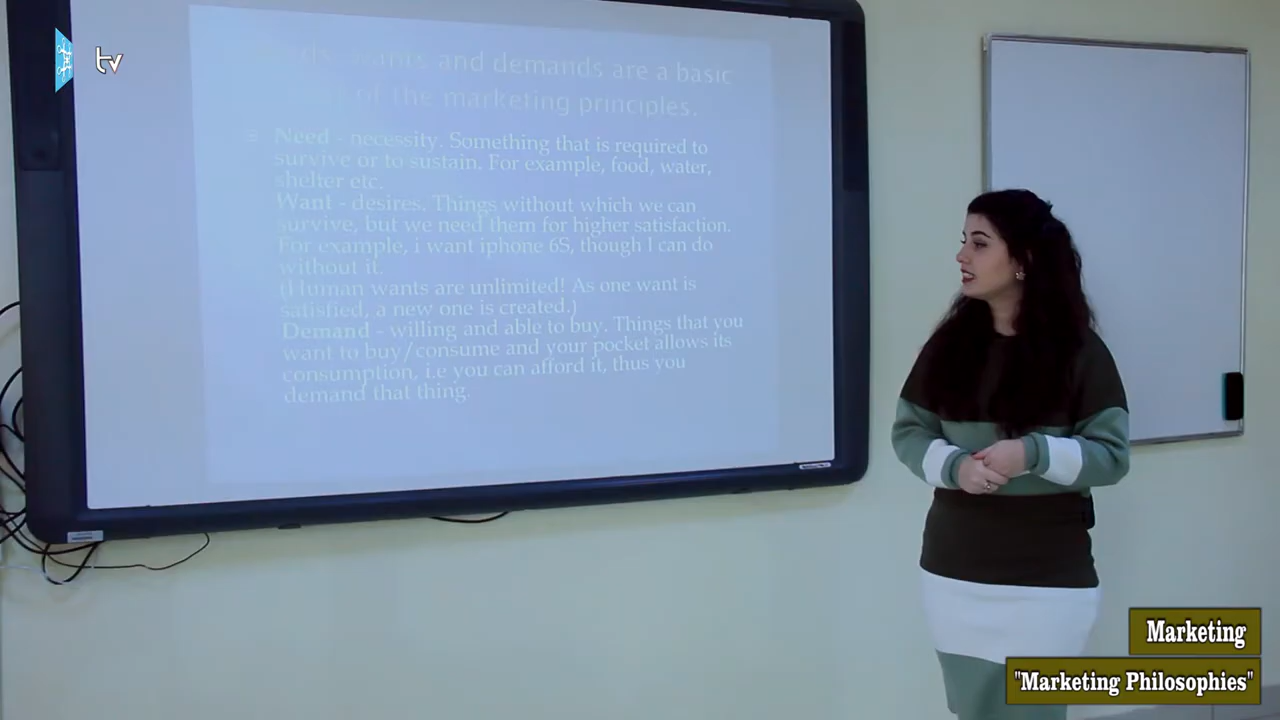 tv
wants and demands are a basic
of the marketing principles.
Need - necessity. Something that is required to
survive or to sustain. For example, food, water,
shelter etc.
Want - desires. Things without which we can
survive, but we need them for higher satisfaction.
For example, i want iphone 6S, though I can do
without it.
(Human wants are unlimited! As one want is
satisfied, a new one is created.)
Demand - willing and able to buy. Things that you
want to buy/consume and your pocket allows its
consumption, i.e you can afford it, thus you
demand that thing.
Marketing
"Marketing Philosophies"